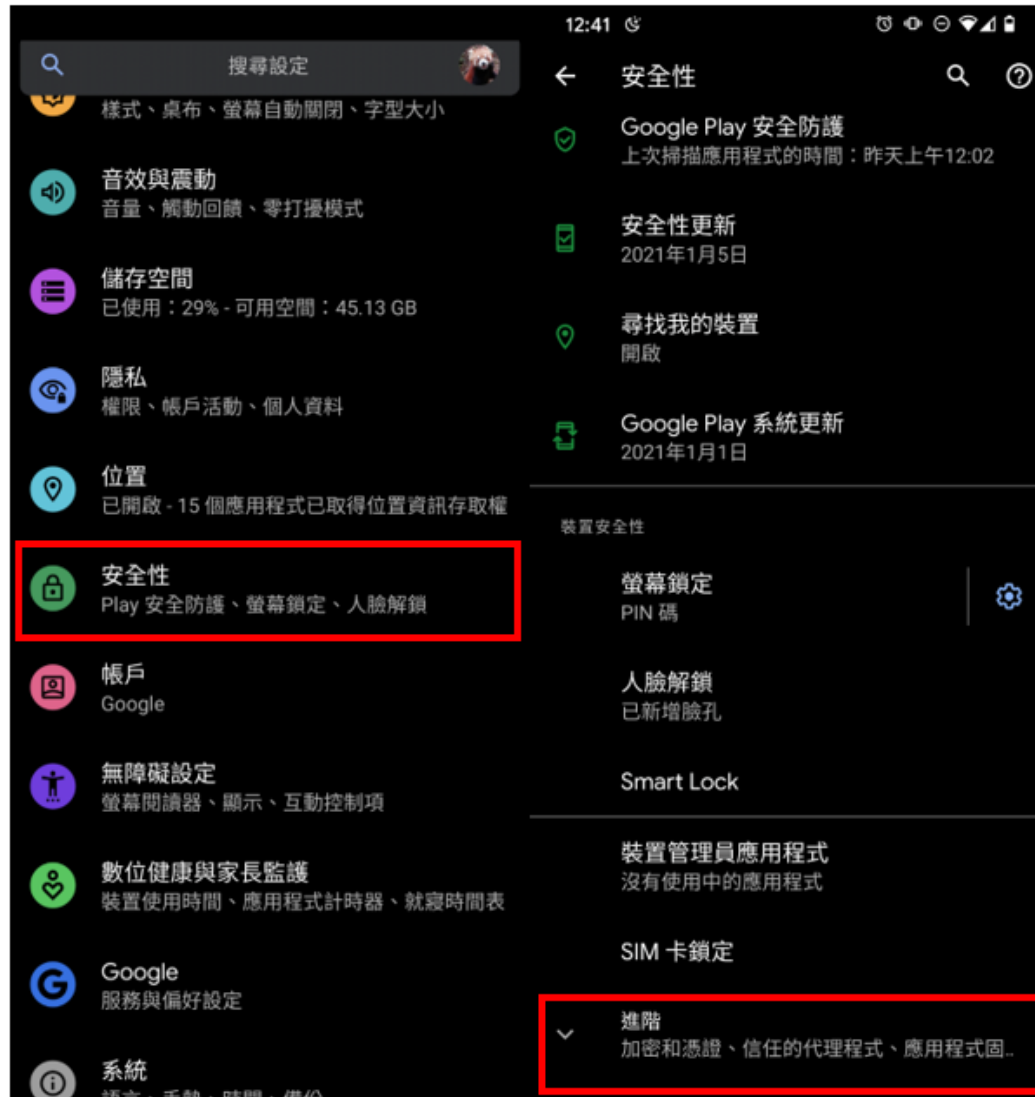 搜尋設定
樣式、桌布、螢幕自動關閉、字型大小
音效與震動
音量、觸動回饋、零打擾模式
儲存空間
已使用：29% - 可用空間：45.13 GB
隱私
權限、帳戶活動、個人資料
位置
已開啟 - 15 個應用程式已取得位置資訊存取權
安全性
Play 安全防護、螢幕鎖定、人臉解鎖
帳戶
Google
無障礙設定
螢幕閱讀器、顯示、互動控制項
數位健康與家長監護
裝置使用時間、應用程式計時器、就寢時間表
Google
服務與偏好設定
系統
語言、手勢、時間、備份
12:41
安全性
Google Play 安全防護
上次掃描應用程式的時間：昨天上午12:02
安全性更新
2021年1月5日
尋找我的裝置
開啟
Google Play 系統更新
2021年1月1日
裝置安全性
螢幕鎖定
PIN 碼
人臉解鎖
已新增臉孔
Smart Lock
裝置管理員應用程式
沒有使用中的應用程式
SIM 卡鎖定
進階
加密和憑證、信任的代理程式、應用程式固..